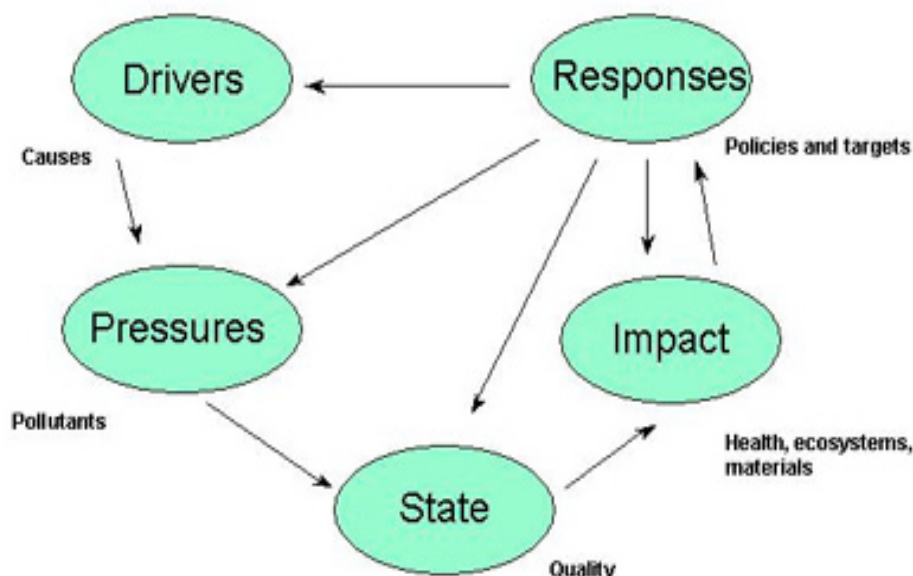 Drivers
Responses
Causes
Policies and targets
Pressures
Impact
Pollutants
Health, ecosystems,
materials
State
Quality